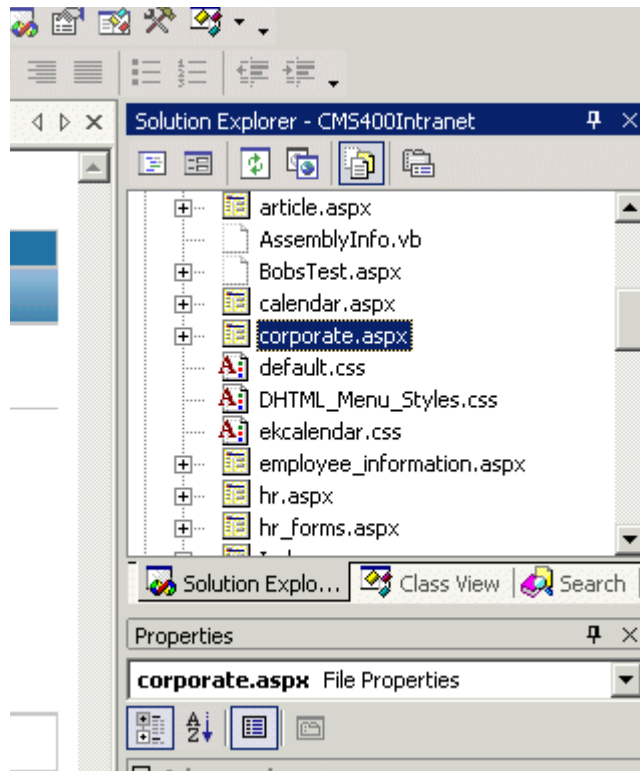 Solution Explorer - CMS400Intranet
article.aspx
AssemblyInfo.vb
BobsTest.aspx
calendar.aspx
corporate.aspx
default.css
DHTML_Menu_Styles.css
ekcalendar.css
employee_information.aspx
hr.aspx
hr_forms.aspx
Solution Explo... Class View Search
Properties
corporate.aspx File Properties